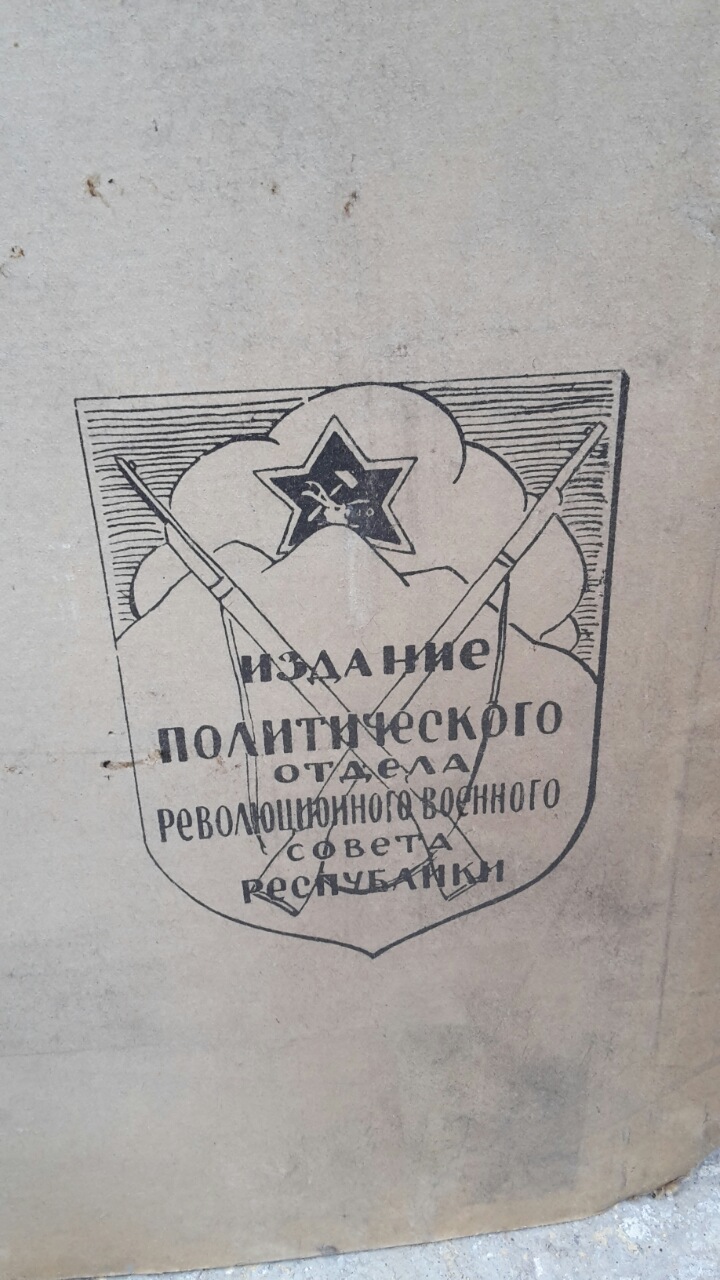 ИЗДАНИЕ
ПОЛИТИЧЕСКОГО
ОТДЕЛА
РЕВОЛЮЦИОННОГО ВОЕННОГО
СОВЕТА
РЕСПУБЛИКИ